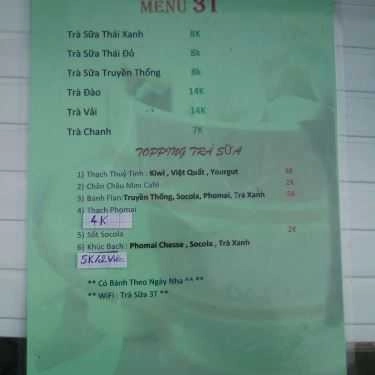 MENU 3T
Trà Sữa Thái Xanh 8K
Trà Sữa Thái Đỏ 8k
Trà Sữa Truyền Thống 8k
Trà Đào 14K
Trà Vải 14K
Trà Chanh 7K
TOPPING TRÀ SỮA
1) Thạch Thuỷ Tinh : Kiwi , Việt Quất , Yourgut 3K
2) Chân Châu Mini Café 2K
3) Bánh Flan: Truyền Thống, Socola, Phomai, Trà Xanh 5K
4) Thạch Phomai
4K
5) Sốt Socola 2K
6) Khúc Bạch : Phomai Chesse , Socola , Trà Xanh
5K/2Viên
** Có Bánh Theo Ngày Nha ** **
** WiFi : Trà Sữa 3T **